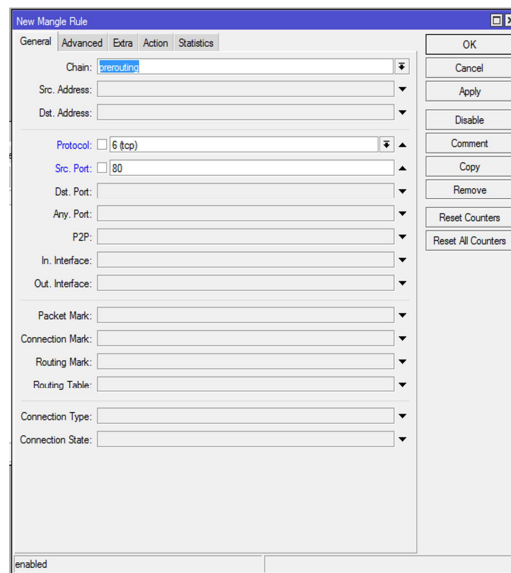 New Mangle Rule
General Advanced Extra Action Statistics
Chain: prerouting
Src. Address:
Dst. Address:
Protocol: 6 (tcp)
Src. Port: 80
Dst. Port:
Any. Port:
P2P:
In. Interface:
Out. Interface:
Packet Mark:
Connection Mark:
Routing Mark:
Routing Table:
Connection Type:
Connection State:
OK
Cancel
Apply
Disable
Comment
Copy
Remove
Reset Counters
Reset All Counters
enabled